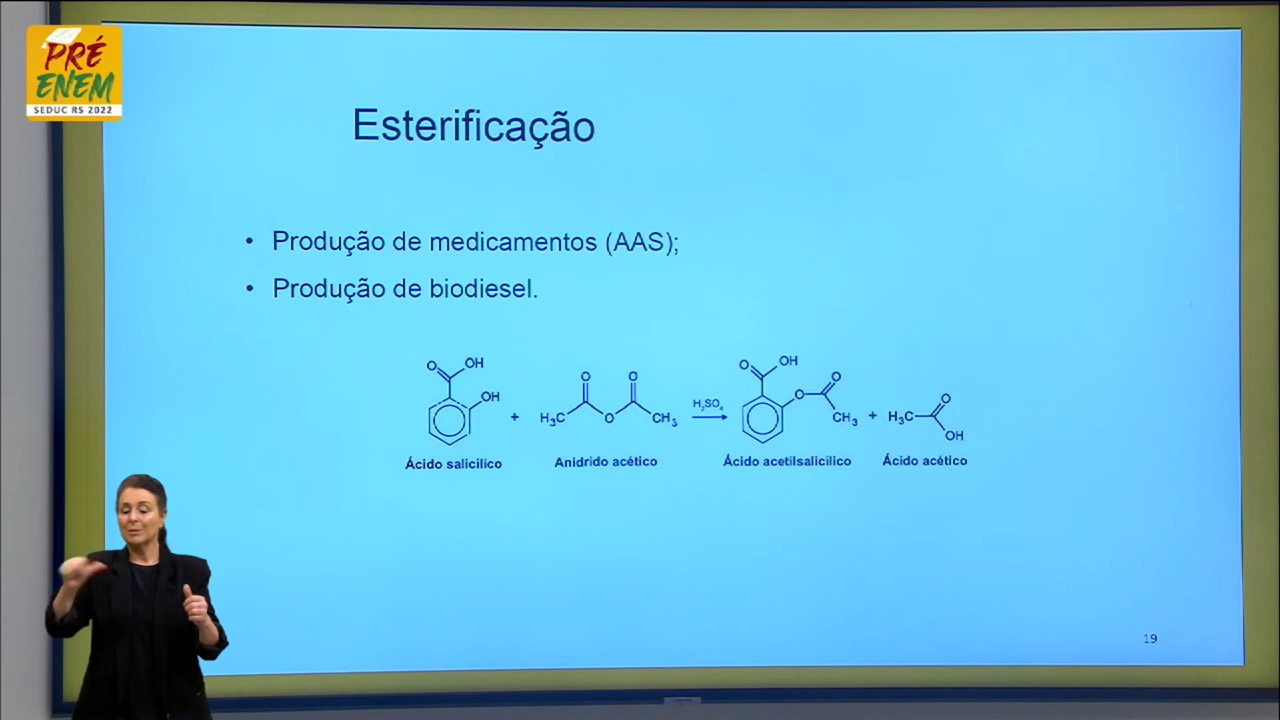 PRÉ
ENEM
SEDUC RS 2022
Esterificação
• Produção de medicamentos (AAS);
• Produção de biodiesel.
O OH OH + O O H₃C O CH₃ H₂SO₄ O OH O O CH₃ + H₃C O OH
Ácido salicílico Anidrido acético Ácido acetilsalicílico Ácido acético
19